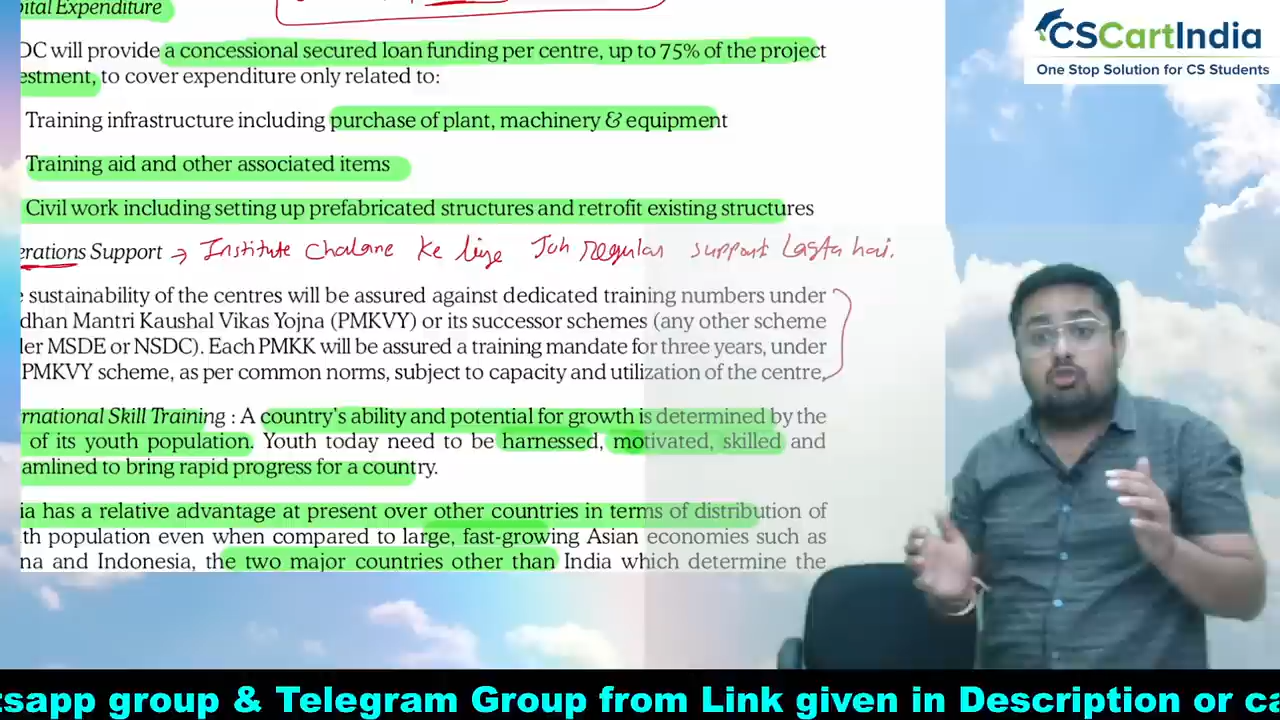 ital Expenditure
DC will provide a concessional secured loan funding per centre, up to 75% of the project
estment, to cover expenditure only related to:
Training infrastructure including purchase of plant, machinery & equipment
Training aid and other associated items
Civil work including setting up prefabricated structures and retrofit existing structures
erations Support → Institute Chalane Ke liye Joh regular support Lagta hai.
e sustainability of the centres will be assured against dedicated training numbers under
dhan Mantri Kaushal Vikas Yojna (PMKVY) or its successor schemes (any other scheme
ler MSDE or NSDC). Each PMKK will be assured a training mandate for three years, under
PMKVY scheme, as per common norms, subject to capacity and utilization of the centre,
rnational Skill Training : A country's ability and potential for growth is determined by the
of its youth population. Youth today need to be harnessed, motivated, skilled and
amlined to bring rapid progress for a country.
ia has a relative advantage at present over other countries in terms of distribution of
th population even when compared to large, fast-growing Asian economies such as
na and Indonesia, the two major countries other than India which determine the
CSCartIndia
One Stop Solution for CS Students
tsapp group & Telegram Group from Link given in Description or ca